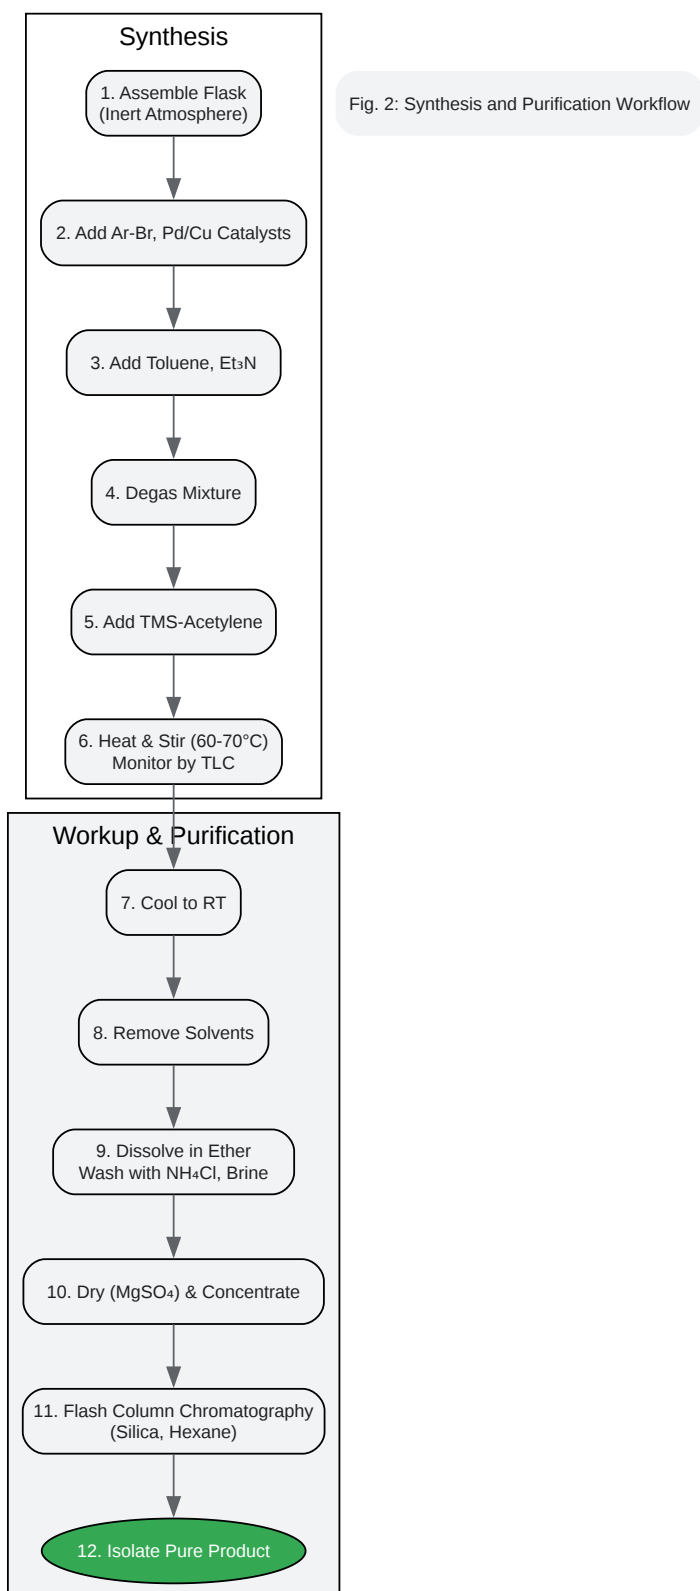 Synthesis
1. Assemble Flask
(Inert Atmosphere)
Fig. 2: Synthesis and Purification Workflow
2. Add Ar-Br, Pd/Cu Catalysts
3. Add Toluene, Et₃N
4. Degas Mixture
5. Add TMS-Acetylene
6. Heat & Stir (60-70°C)
Monitor by TLC
Workup & Purification
7. Cool to RT
8. Remove Solvents
9. Dissolve in Ether
Wash with NH₄Cl, Brine
10. Dry (MgSO₄) & Concentrate
11. Flash Column Chromatography
(Silica, Hexane)
12. Isolate Pure Product